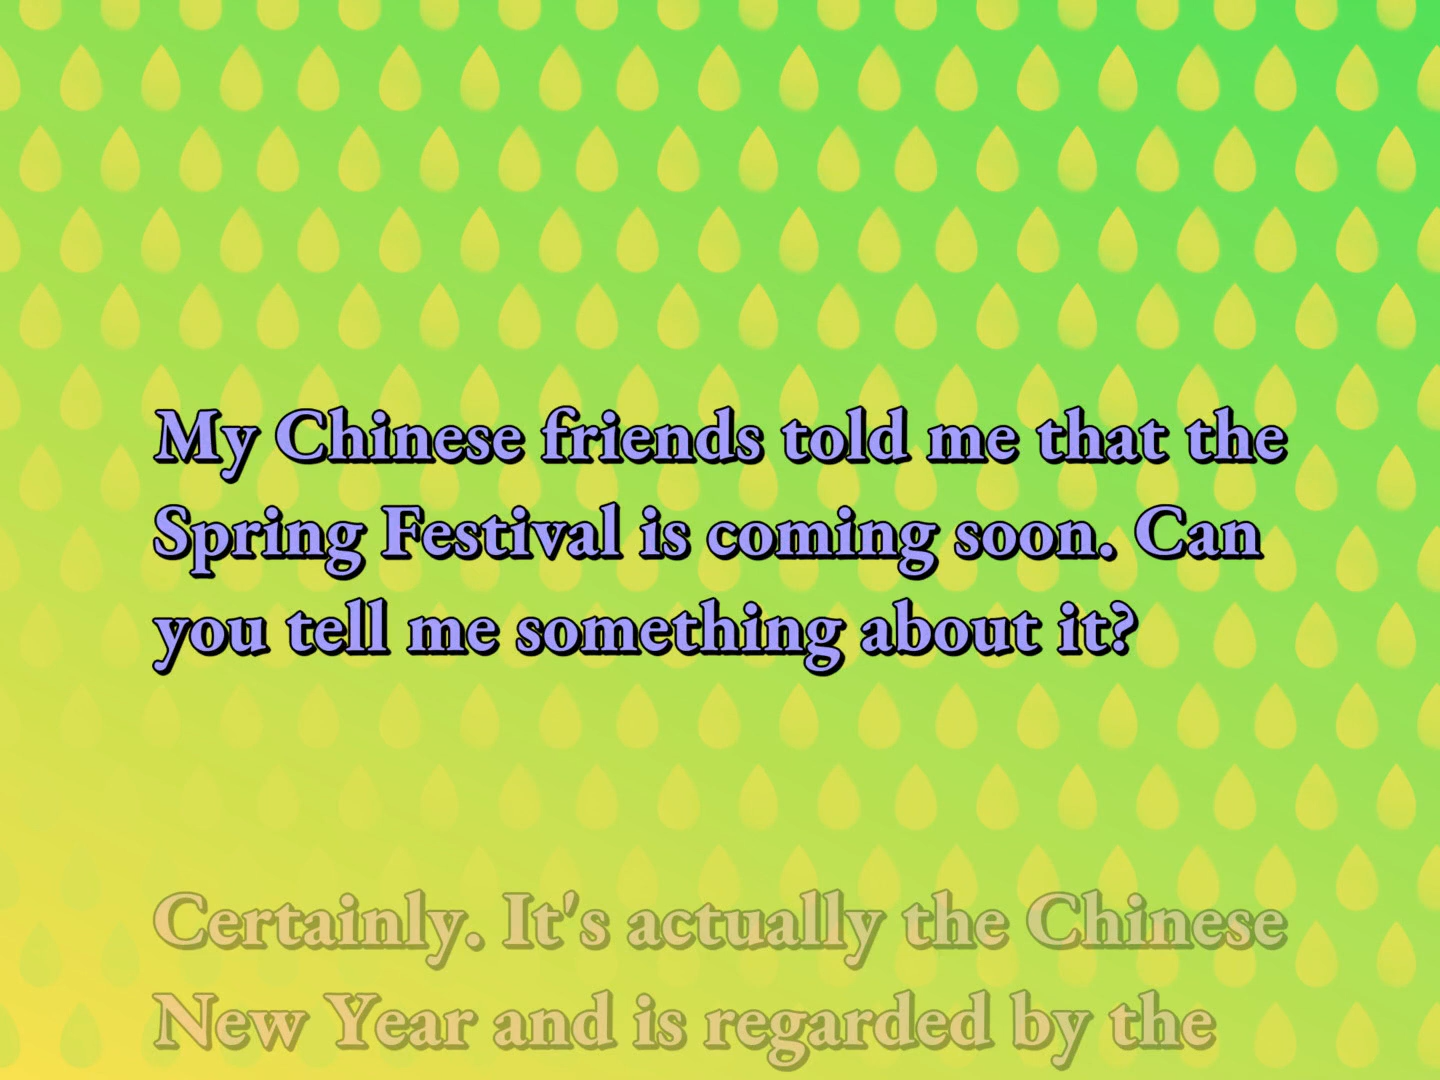 My Chinese friends told me that the
Spring Festival is coming soon. Can
you tell me something about it?
Certainly. It's actually the Chinese
New Year and is regarded by the